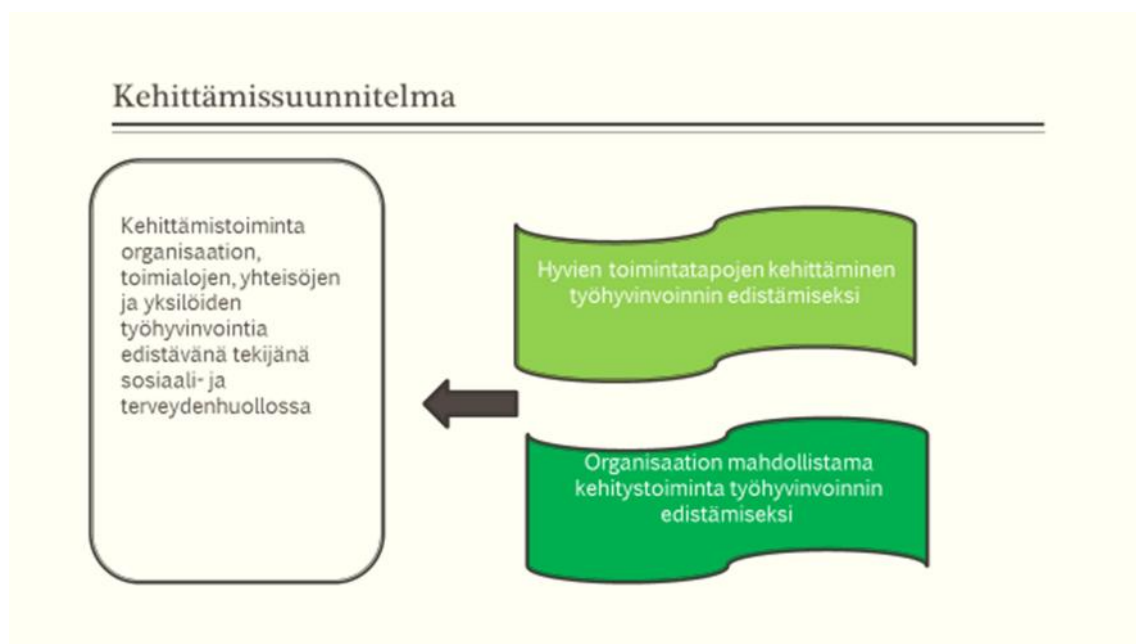 Kehittämissuunnitelma
Kehittämistoiminta
organisaation,
toimialojen, yhteisöjen
ja yksilöiden
työhyvinvointia
edistävänä tekijänä
sosiaali- ja
terveydenhuollossa
Hyvien toimintatapojen kehittäminen
työhyvinvoinnin edistämiseksi
Organisaation mahdollistama
kehitystoiminta työhyvinvoinnin
edistämiseksi